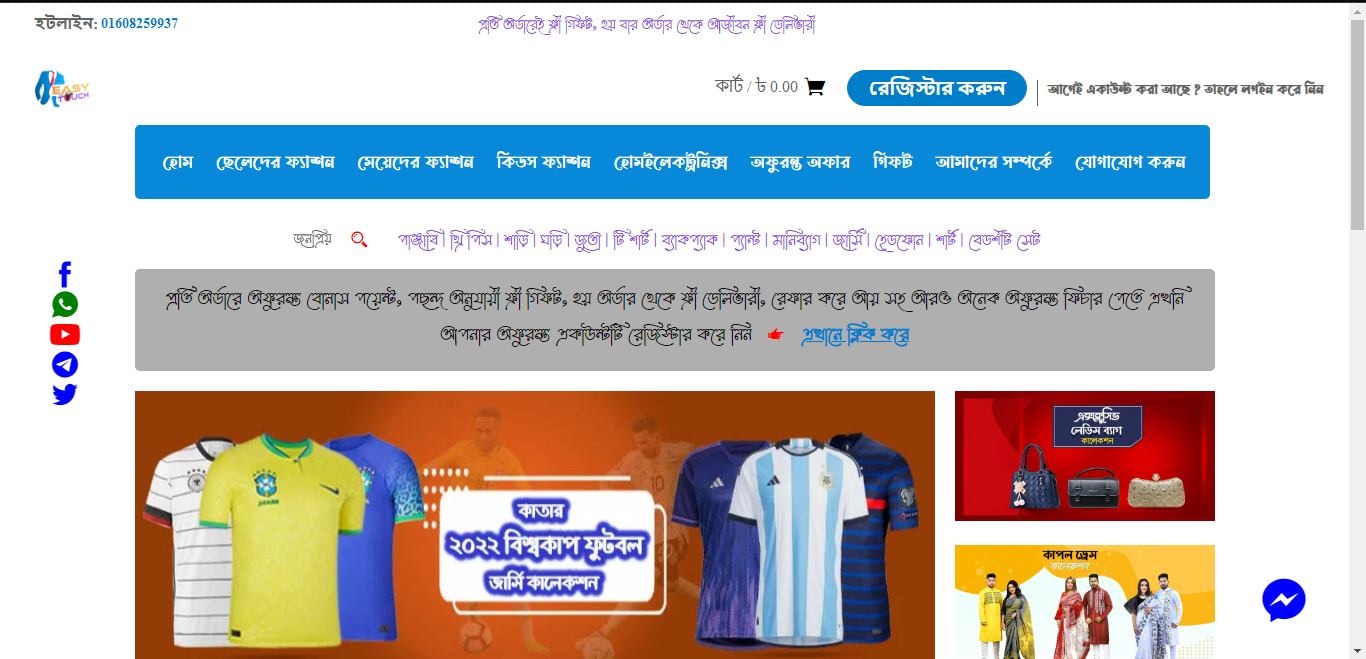 হটলাইন: 01608259937
প্রতি অর্ডারেই ফ্রী গিফট, ২য় বার অর্ডার থেকে আজীবন ফ্রী ডেলিভারী
EASY
TOUCH
কার্ট / ৳ 0.00
রেজিস্টার করুন
আগেই একাউন্ট করা আছে ? তাহলে লগইন করে নিন
হোম ছেলেদের ফ্যাশন মেয়েদের ফ্যাশন কিডস ফ্যাশন হোমইলেকট্রনিক্স অফুরন্ত অফার গিফট আমাদের সম্পর্কে যোগাযোগ করুন
জনপ্রিয়
পাঞ্জাবি | থ্রি পিস | শাড়ি | ঘড়ি | জুতা | টি শার্ট | ব্যাকপ্যাক | প্যান্ট | মানিব্যাগ | জার্সি | হেডফোন | শার্ট | বেডশীট সেট
প্রতি অর্ডারে অফুরন্ত বোনাস পয়েন্ট, পছন্দ অনুযায়ী ফ্রী গিফট, ২য় অর্ডার থেকে ফ্রী ডেলিভারী, রেফার করে আয় সহ আরও অনেক অফুরন্ত ফিচার পেতে এখনি
আপনার অফুরন্ত একাউন্টটি রেজিস্টার করে নিন এখানে ক্লিক করে
কাতার
২০২২ বিশ্বকাপ ফুটবল
জার্সি কালেকশন
এক্সক্লুসিভ
লেডিস ব্যাগ
কালেকশন
কাপল ড্রেস
কালেকশন